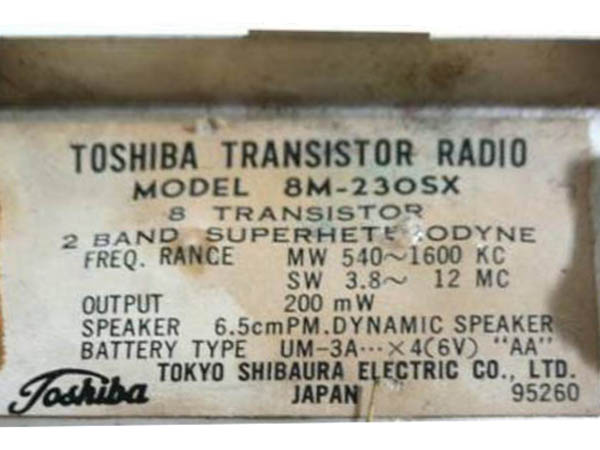 TOSHIBA TRANSISTOR RADIO
MODEL 8M-230SX
8 TRANSISTOR
2 BAND SUPERHETERODYNE
FREQ. RANGE MW 540~1600 KC
SW 3.8~ 12 MC
OUTPUT 200 mW
SPEAKER 6.5cmPM.DYNAMIC SPEAKER
BATTERY TYPE UM-3A···×4(6V) "AA"
TOKYO SHIBAURA ELECTRIC CO., LTD.
Toshiba JAPAN 95260